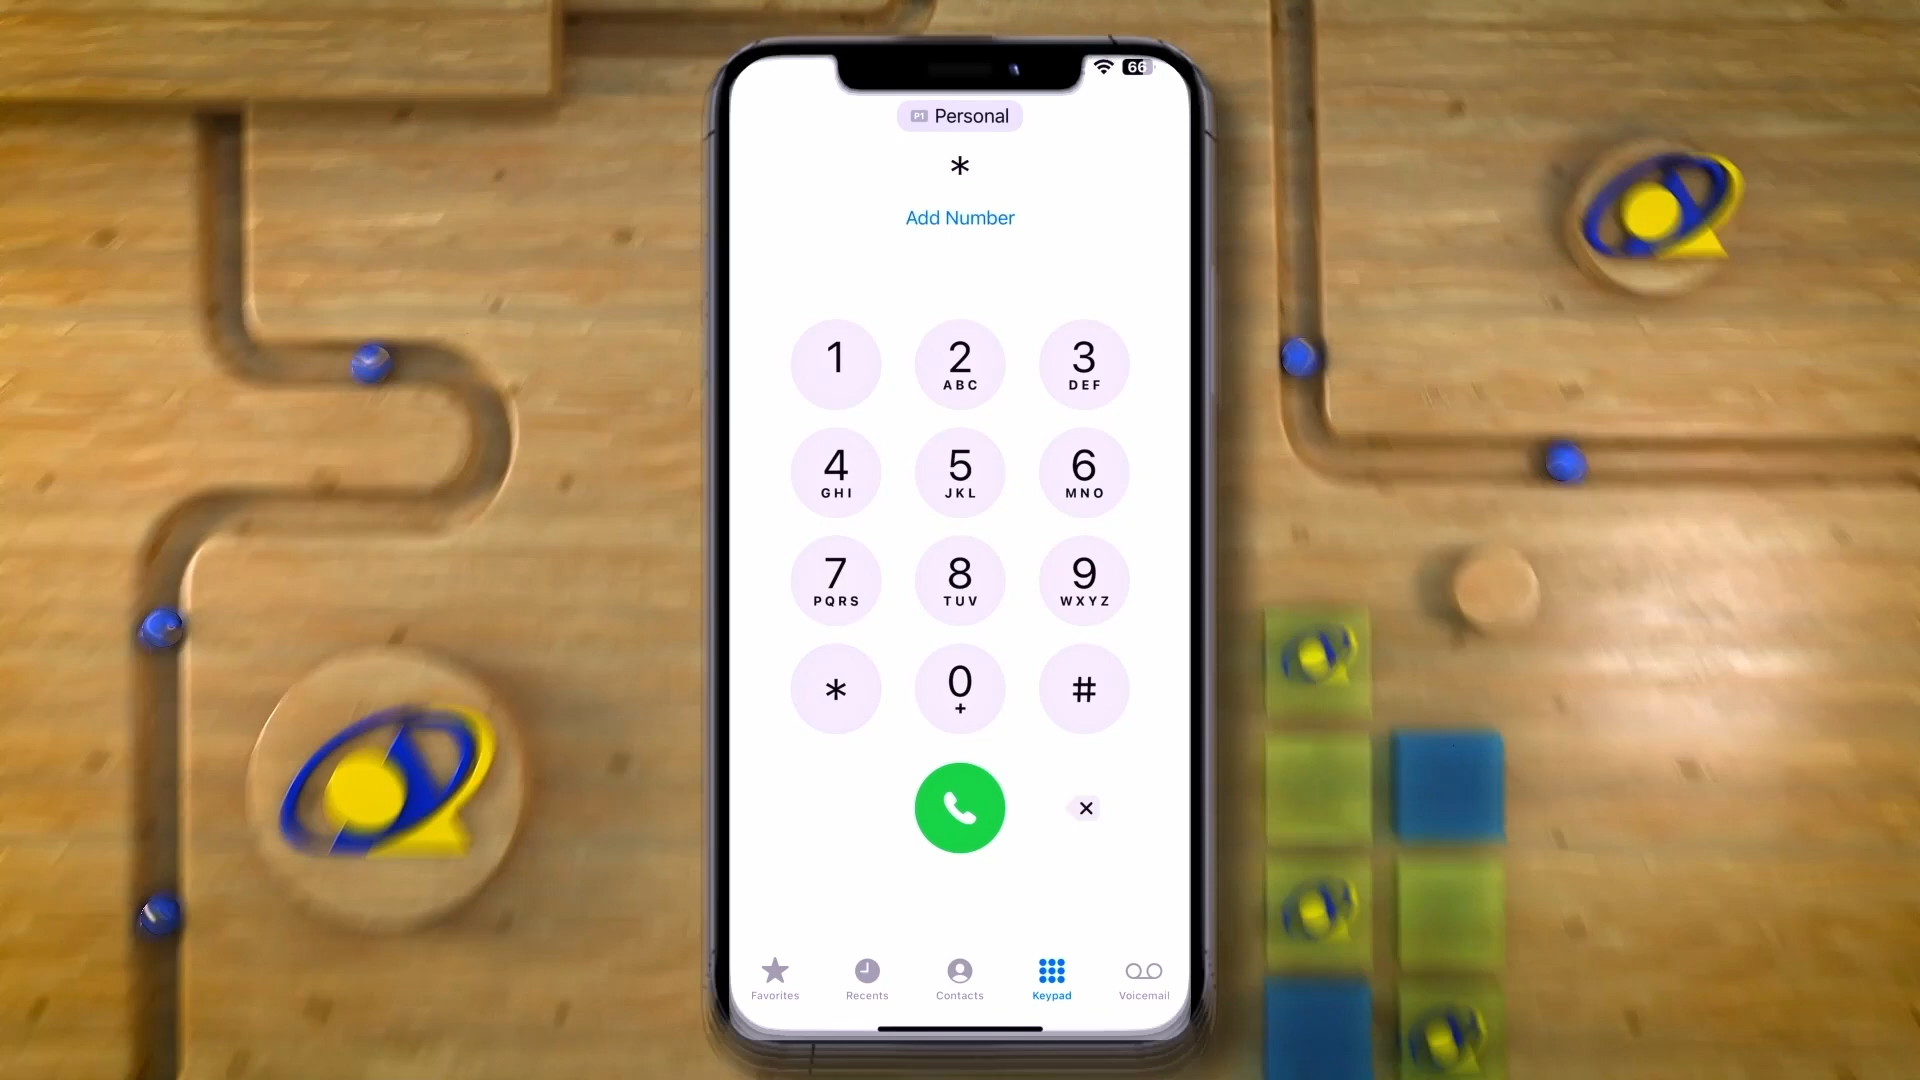 66
P1 Personal
*
Add Number
1
2
ABC
3
DEF
4
GHI
5
JKL
6
MNO
7
PQRS
8
TUV
9
WXYZ
*
0
+
#
Favorites
Recents
Contacts
Keypad
Voicemail